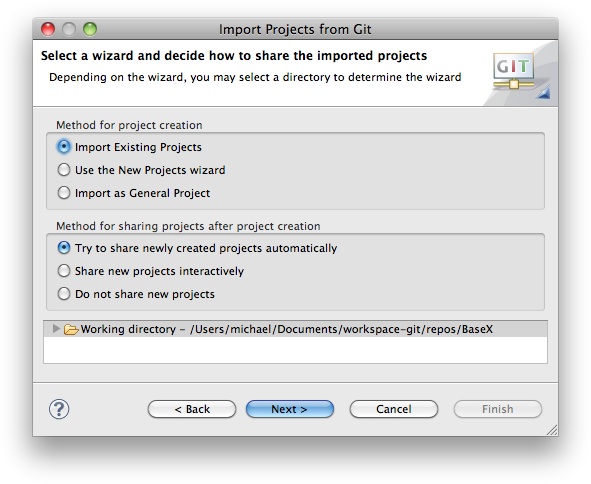 Import Projects from Git
Select a wizard and decide how to share the imported projects
Depending on the wizard, you may select a directory to determine the wizard
GIT
Method for project creation
Import Existing Projects
Use the New Projects wizard
Import as General Project
Method for sharing projects after project creation
Try to share newly created projects automatically
Share new projects interactively
Do not share new projects
Working directory - /Users/michael/Documents/workspace-git/repos/BaseX
? < Back Next > Cancel Finish